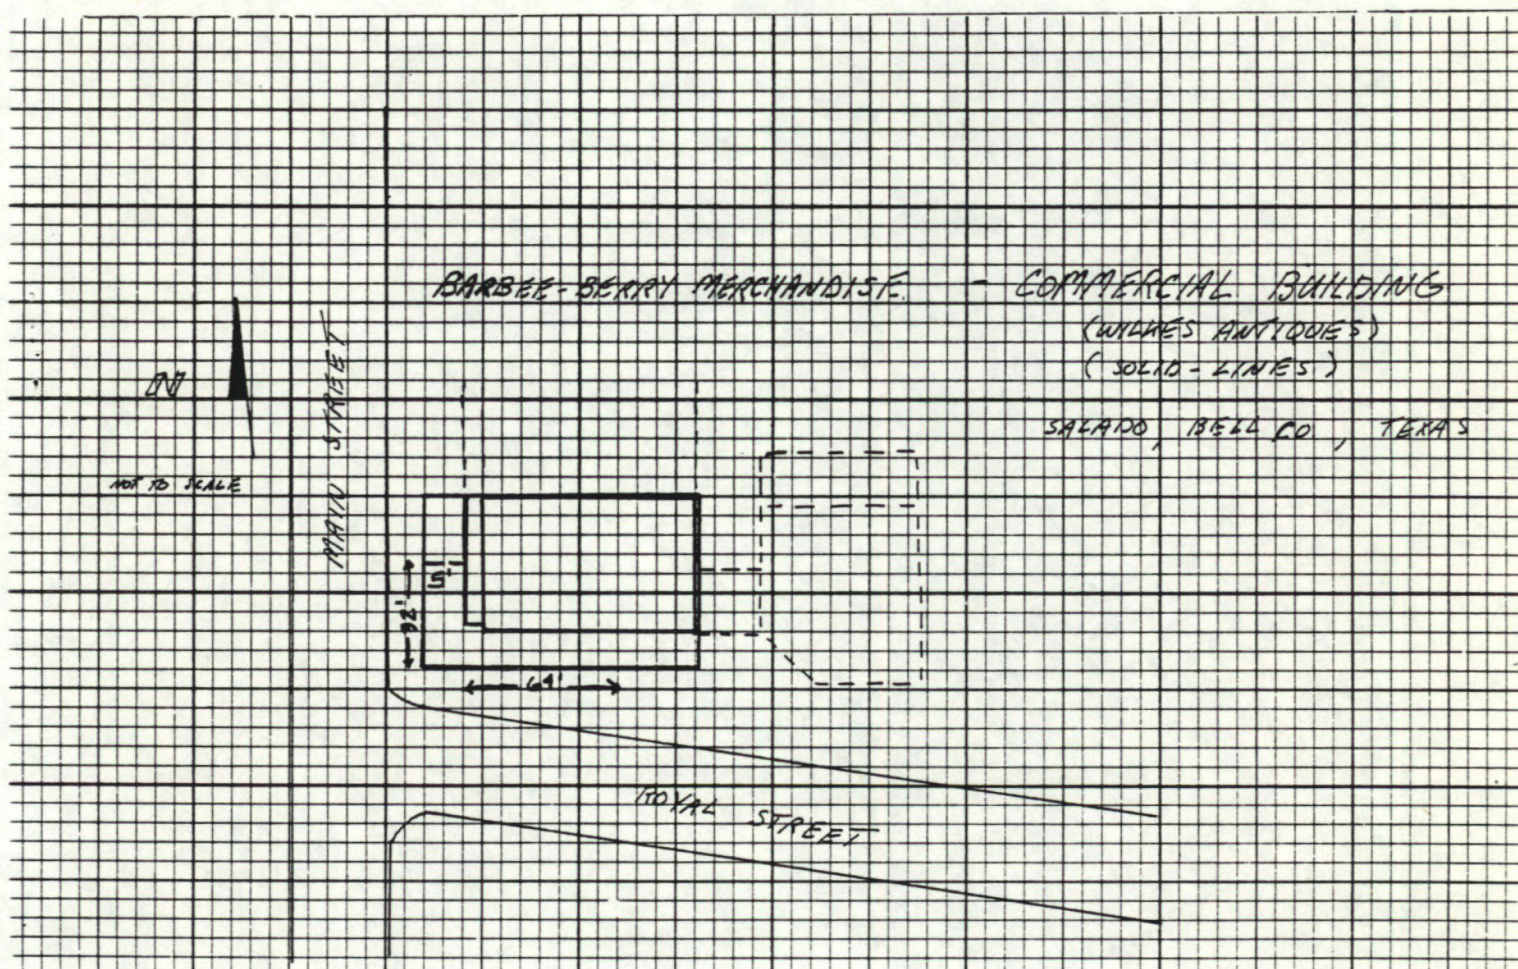 BARBEE-BERRY MERCHANDISE - COMMERCIAL BUILDING
(WILKES ANTIQUES)
(SOLID-LINES)
SALADO, BELL CO, TEXAS
N
NOT TO SCALE
MAIN STREET
15'
32'
64'
ROYAL STREET